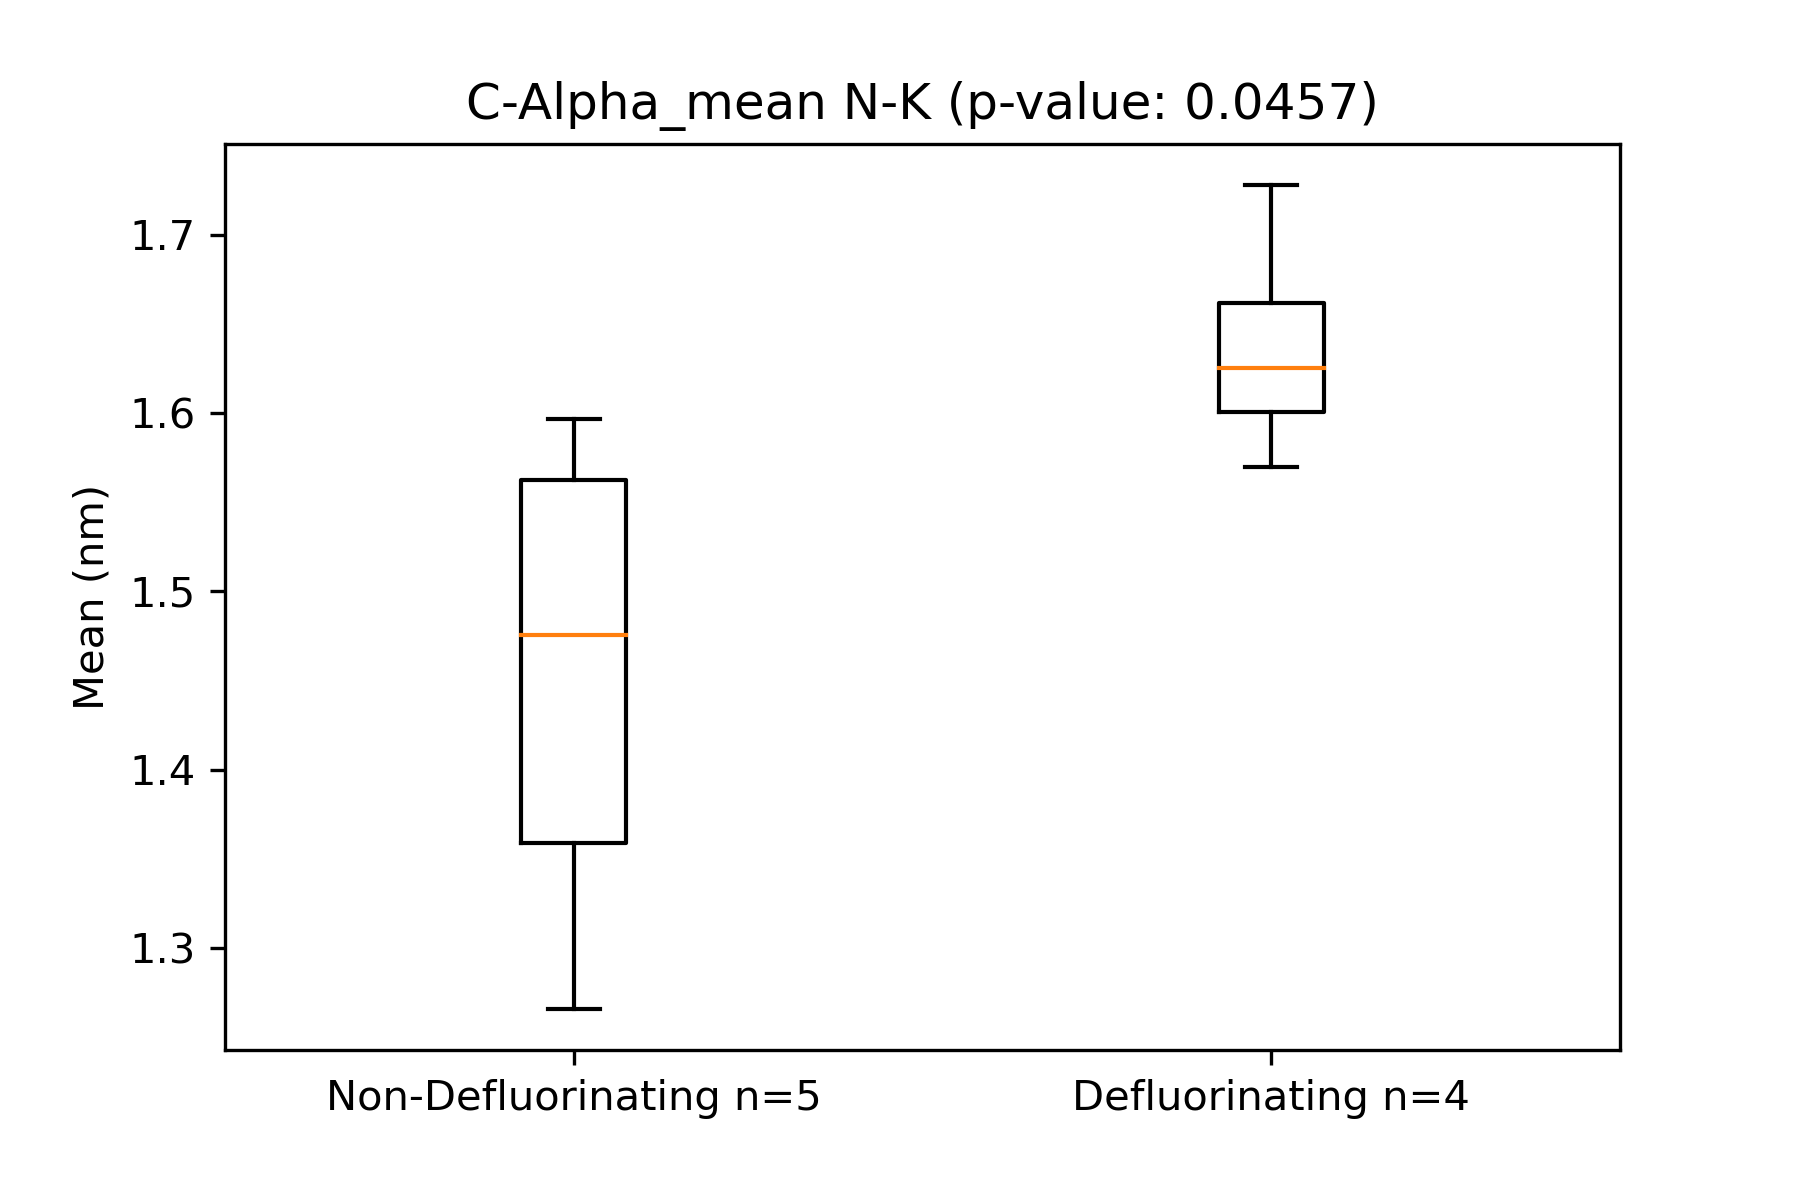 C-Alpha_mean N-K (p-value: 0.0457)
Mean (nm)
1.7
1.6
1.5
1.4
1.3
Non-Defluorinating n=5
Defluorinating n=4